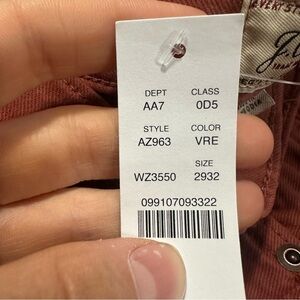 DEPT CLASS
AA7 0D5
STYLE COLOR
AZ963 VRE
SIZE
WZ3550 2932
099107093322